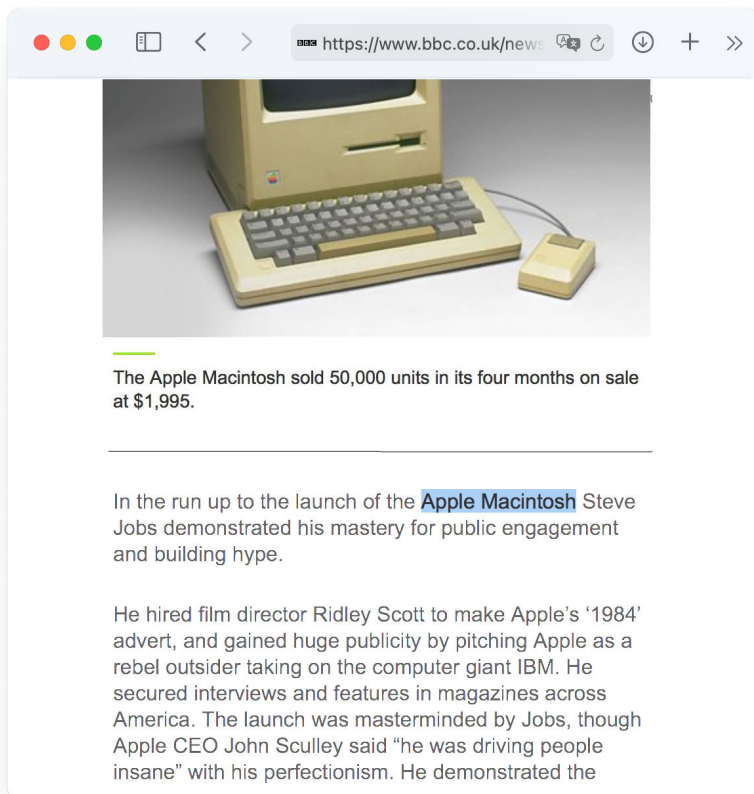 BBC https://www.bbc.co.uk/news
The Apple Macintosh sold 50,000 units in its four months on sale
at $1,995.
In the run up to the launch of the Apple Macintosh Steve
Jobs demonstrated his mastery for public engagement
and building hype.
He hired film director Ridley Scott to make Apple’s ‘1984’
advert, and gained huge publicity by pitching Apple as a
rebel outsider taking on the computer giant IBM. He
secured interviews and features in magazines across
America. The launch was masterminded by Jobs, though
Apple CEO John Sculley said “he was driving people
insane” with his perfectionism. He demonstrated the